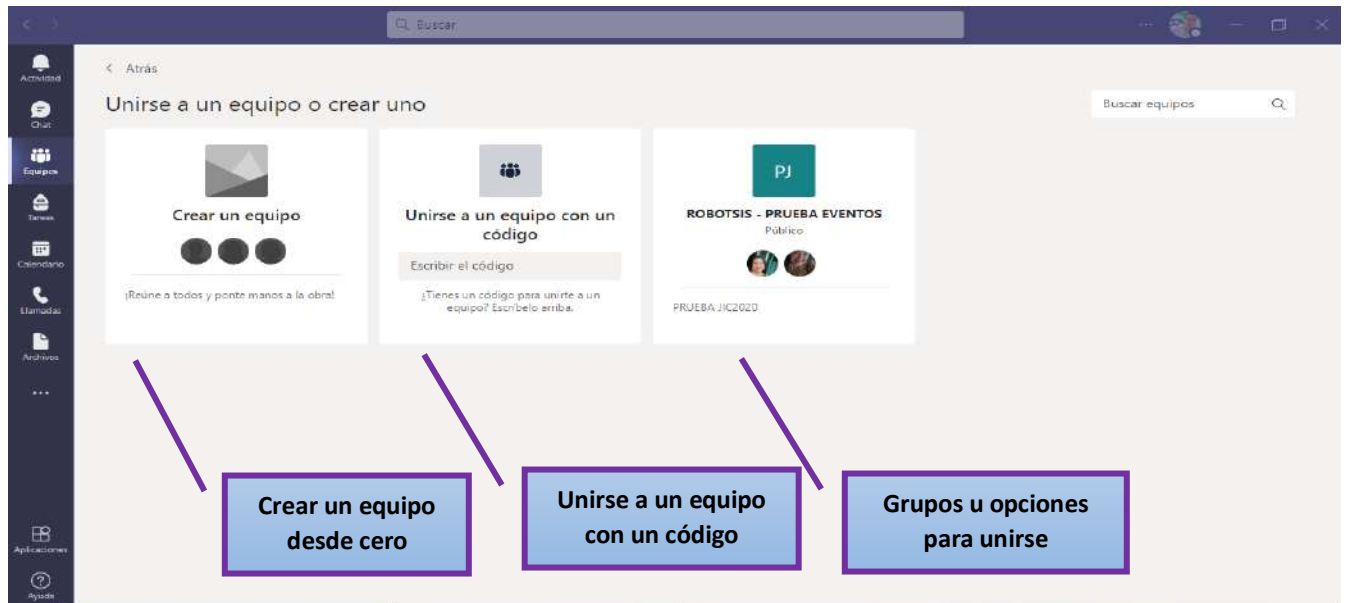 Buscar
Actividad
Chat
Equipos
Tareas
Calendario
Llamadas
Archivos
Aplicaciones
Ayuda
< Atrás
Unirse a un equipo o crear uno
Buscar equipos
Crear un equipo
¡Reúne a todos y ponte manos a la obra!
Unirse a un equipo con un
código
Escribir el código
¿Tienes un código para unirte a un
equipo? Escríbelo arriba.
PJ
ROBOTSIS - PRUEBA EVENTOS
Público
PRUEBA JIC2020
Crear un equipo
desde cero
Unirse a un equipo
con un código
Grupos u opciones
para unirse